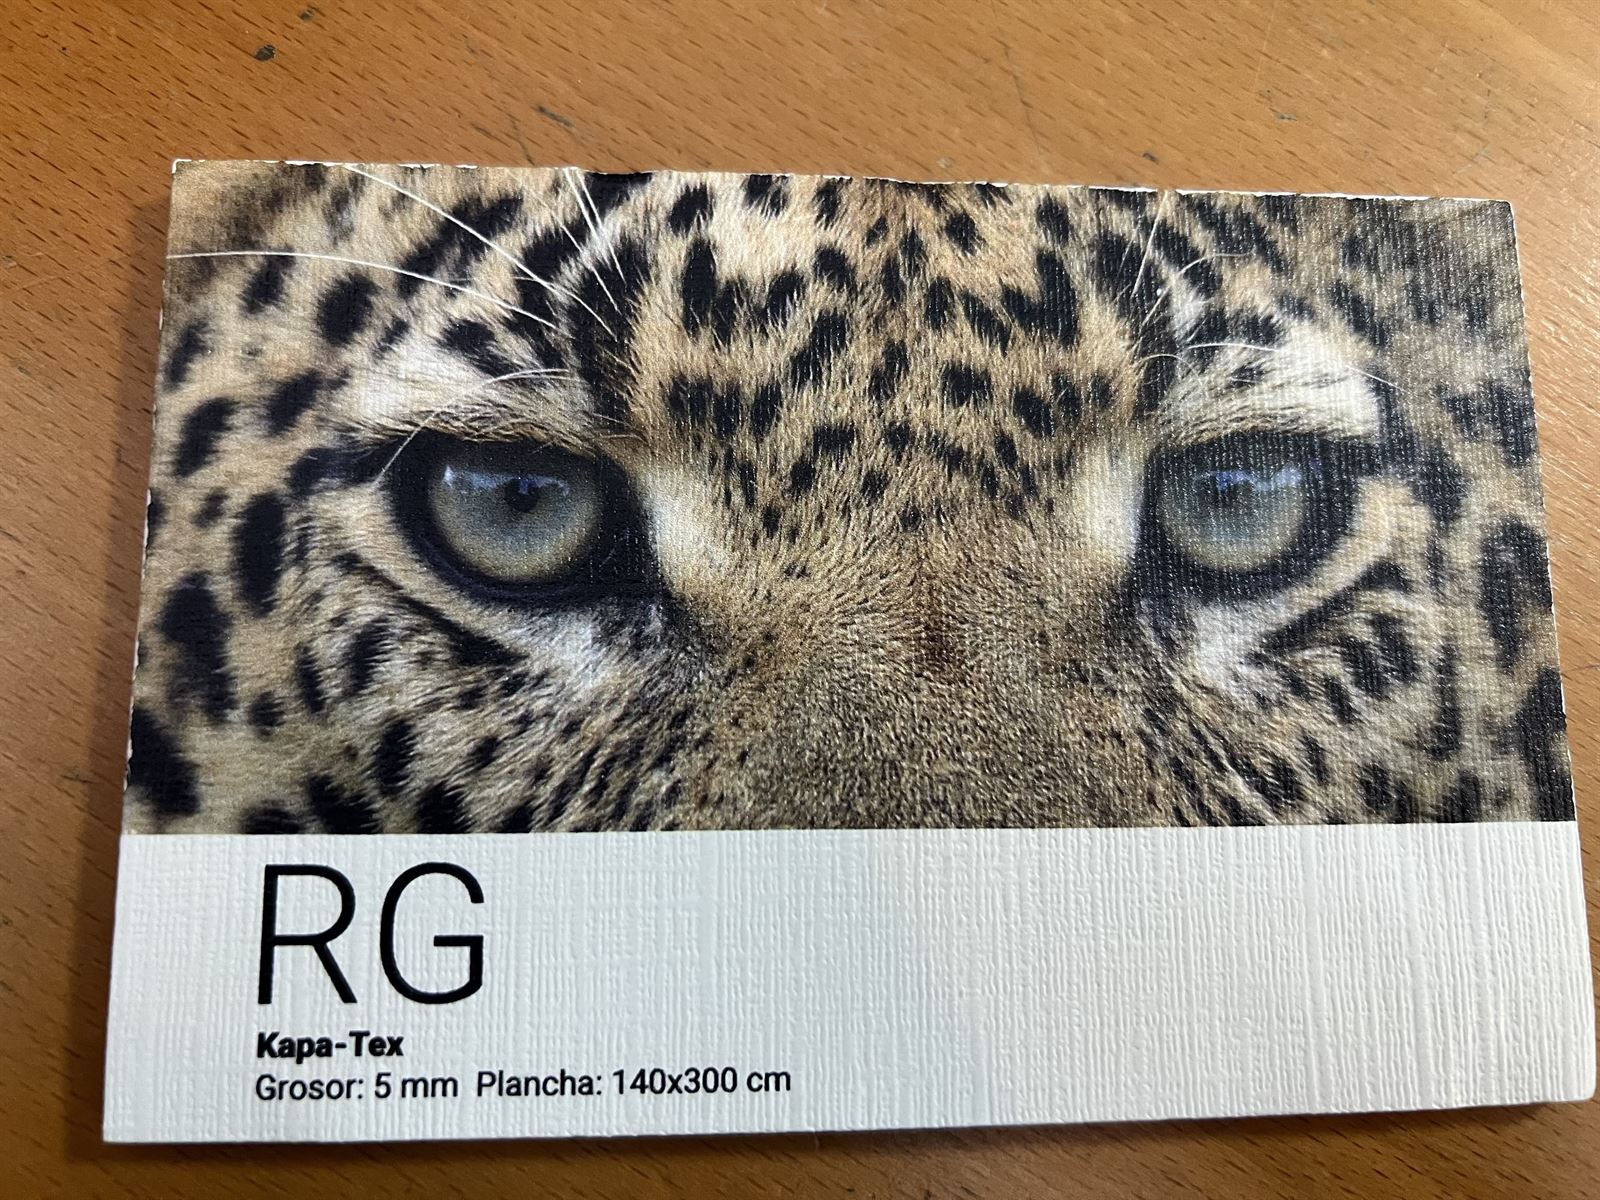 RG
Kapa-Tex
Grosor: 5 mm Plancha: 140x300 cm